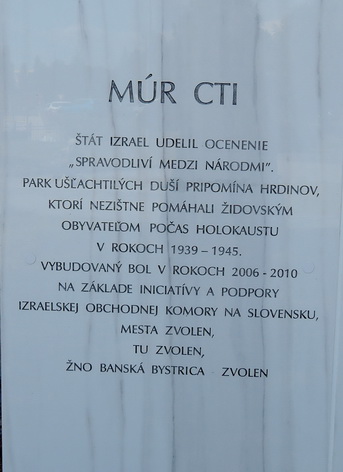 MÚR CTI
ŠTÁT IZRAEL UDELIL OCENENIE
„SPRAVODLIVÍ MEDZI NÁRODMI”.
PARK UŠĽACHTILÝCH DUŠÍ PRIPOMÍNA HRDINOV,
KTORÍ NEZIŠTNE POMÁHALI ŽIDOVSKÝM
OBYVATEĽOM POČAS HOLOKAUSTU
V ROKOCH 1939 – 1945.
VYBUDOVANÝ BOL V ROKOCH 2006 - 2010
NA ZÁKLADE INICIATÍVY A PODPORY
IZRAELSKEJ OBCHODNEJ KOMORY NA SLOVENSKU,
MESTA ZVOLEN,
TU ZVOLEN,
ŽNO BANSKÁ BYSTRICA - ZVOLEN